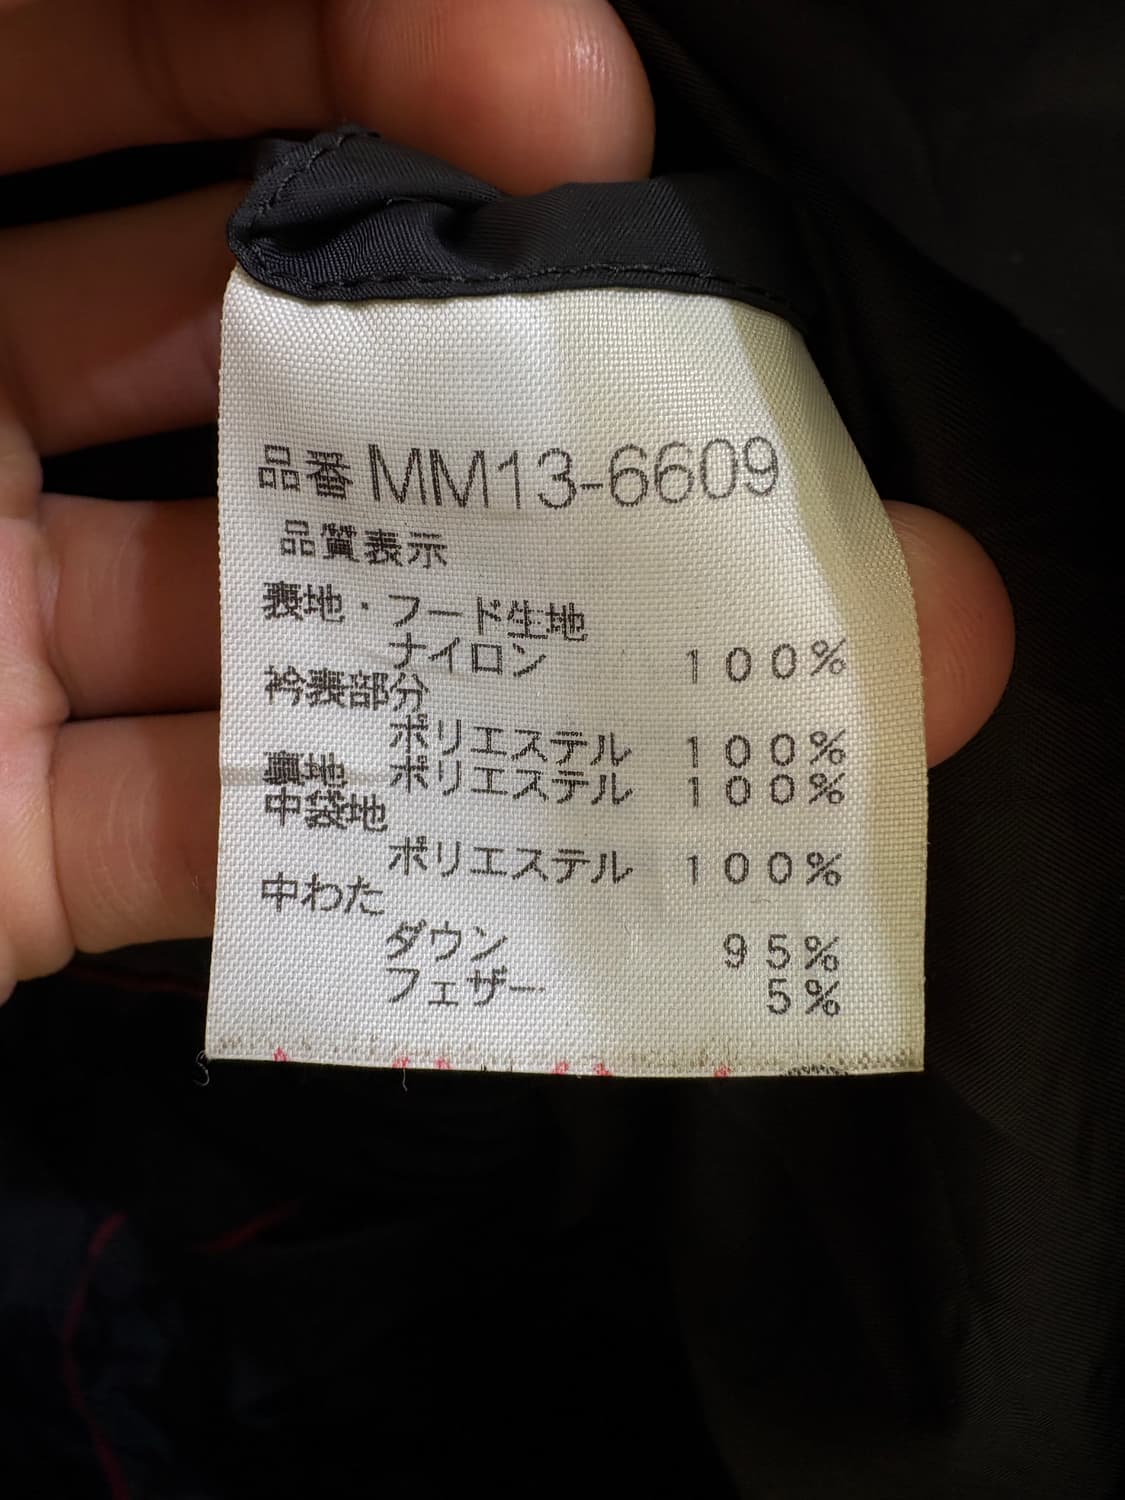 品番 MM13-6609
品質表示
表地・フード生地
ナイロン 100%
衿表部分
ポリエステル 100%
裏地 ポリエステル 100%
中袋地
ポリエステル 100%
中わた
ダウン 95%
フェザー 5%